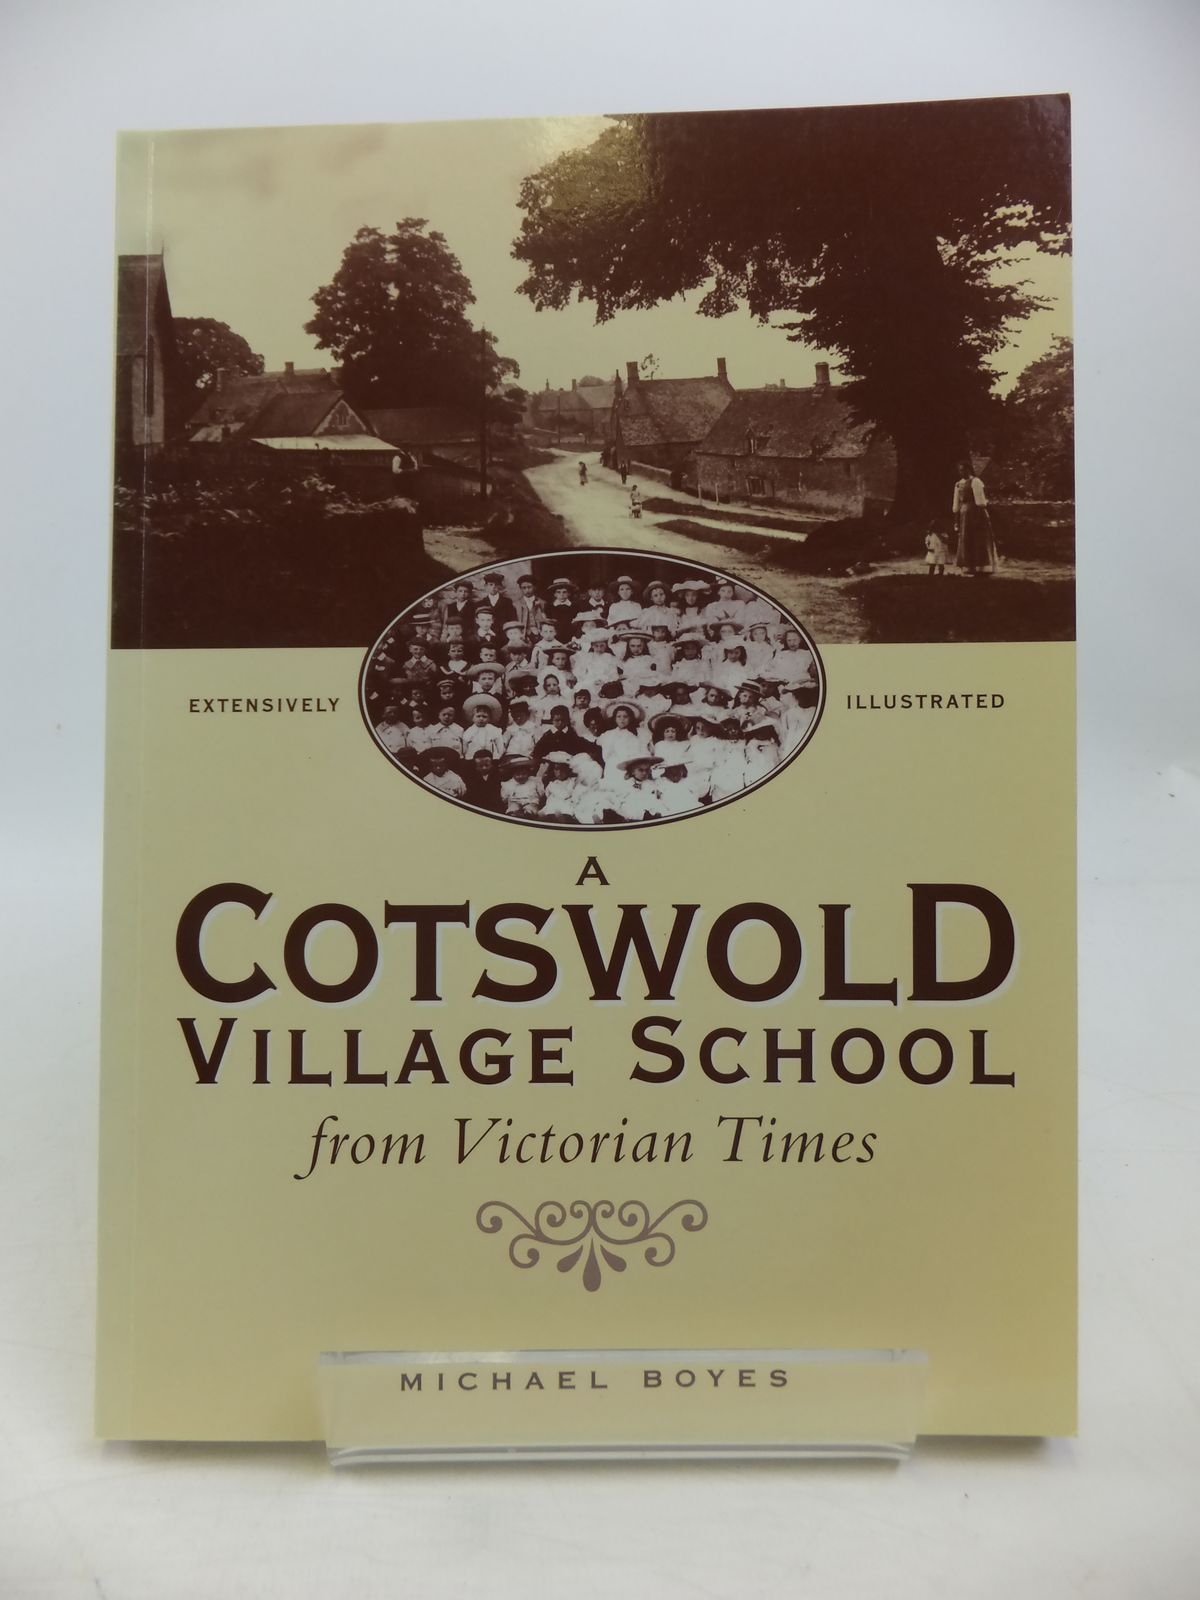 EXTENSIVELY ILLUSTRATED
A
COTSWOLD
VILLAGE SCHOOL
from Victorian Times
MICHAEL BOYES